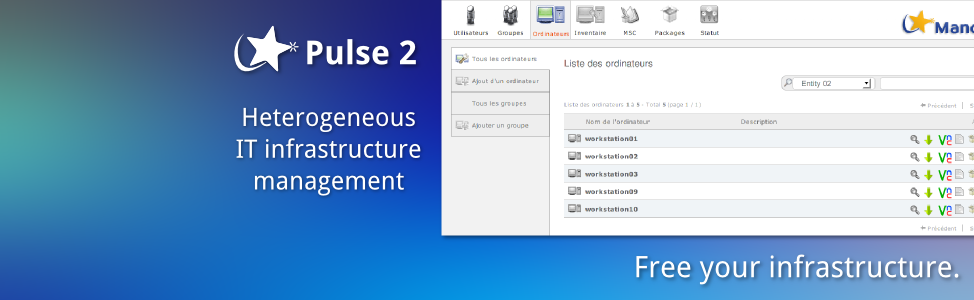 Pulse 2
Heterogeneous
IT infrastructure
management
Utilisateurs Groupes Ordinateurs Inventaire MSC Packages Statut
Tous les ordinateurs
Ajout d'un ordinateur
Tous les groupes
Ajouter un groupe
Liste des ordinateurs
Entity 02
Liste des ordinateurs 1 à 5 - Total 5 (page 1 / 1)
Précédent
Nom de l'ordinateur Description
workstation01
workstation02
workstation03
workstation09
workstation10
Précédent
Free your infrastructure.